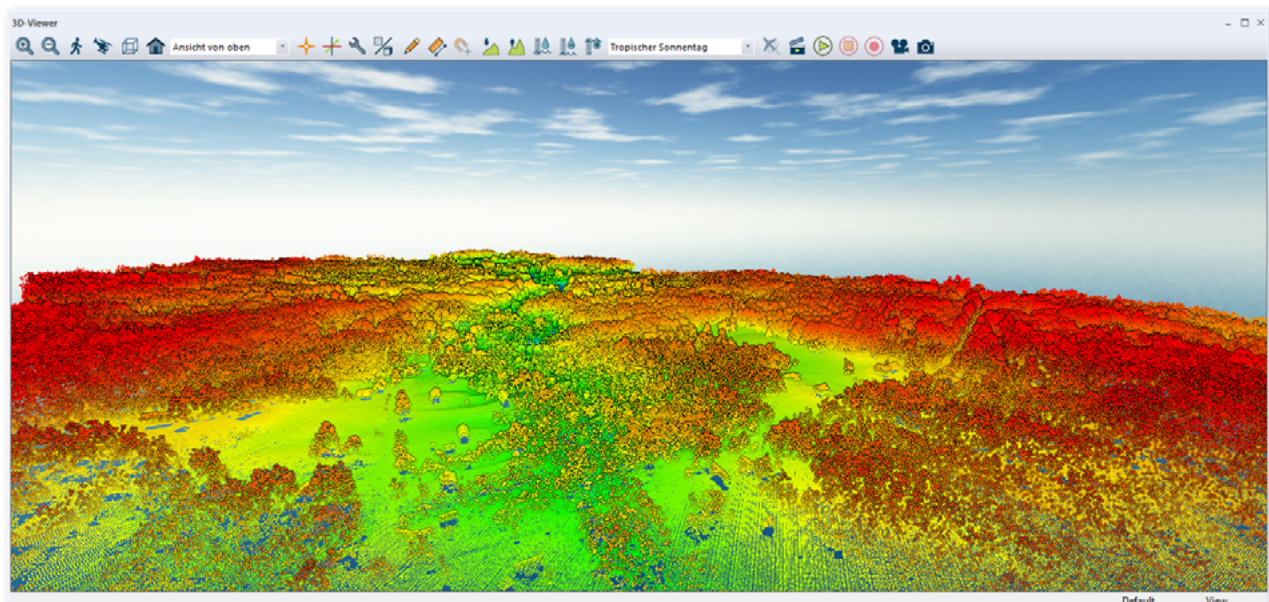 3D-Viewer
Ansicht von oben
Tropischer Sonnentag
Default
View